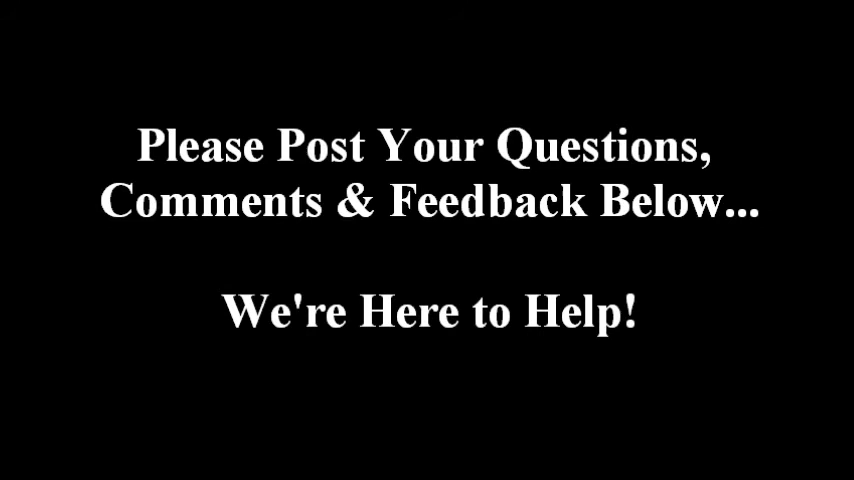 Please Post Your Questions,
Comments & Feedback Below...
We're Here to Help!